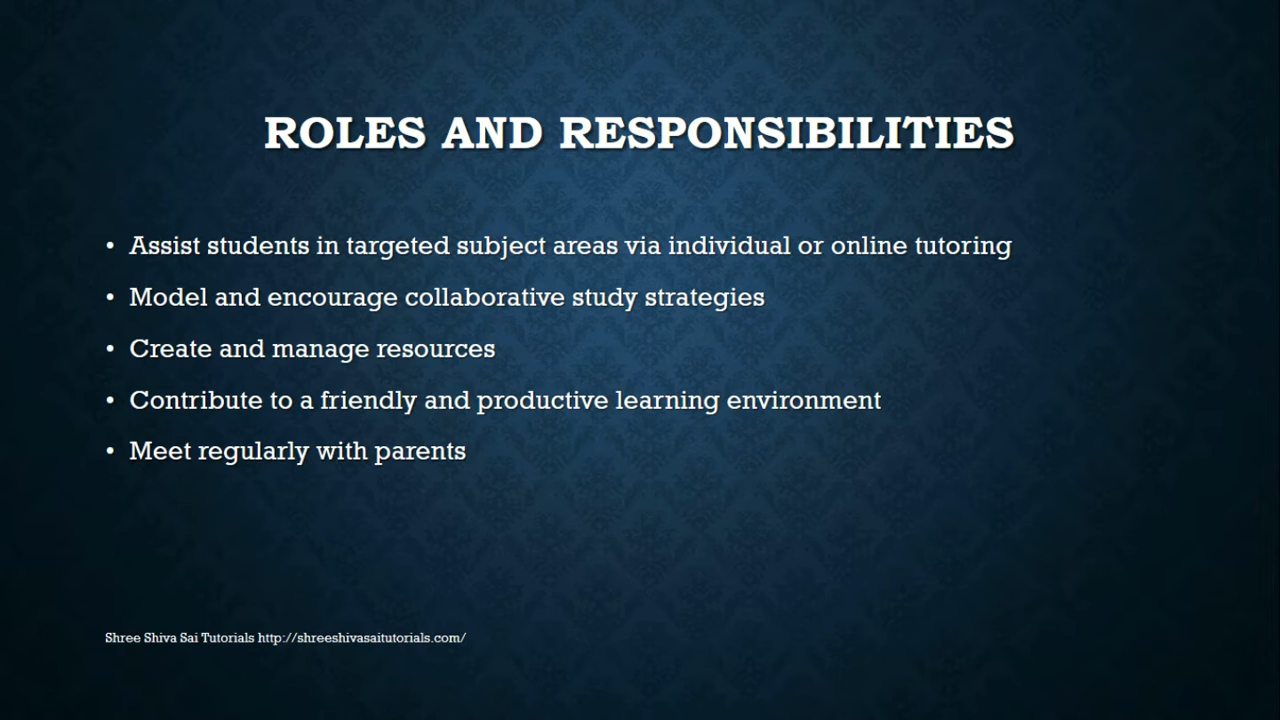 ROLES AND RESPONSIBILITIES
• Assist students in targeted subject areas via individual or online tutoring
• Model and encourage collaborative study strategies
• Create and manage resources
• Contribute to a friendly and productive learning environment
• Meet regularly with parents
Shree Shiva Sai Tutorials http://shreeshivasaitutorials.com/